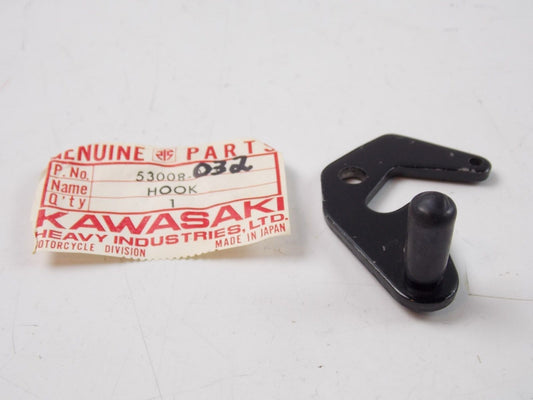 GENUINE PARTS
P. No. 53008-032
Name HOOK
Q'ty 1
KAWASAKI
HEAVY INDUSTRIES, LTD.
MOTORCYCLE DIVISION MADE IN JAPAN